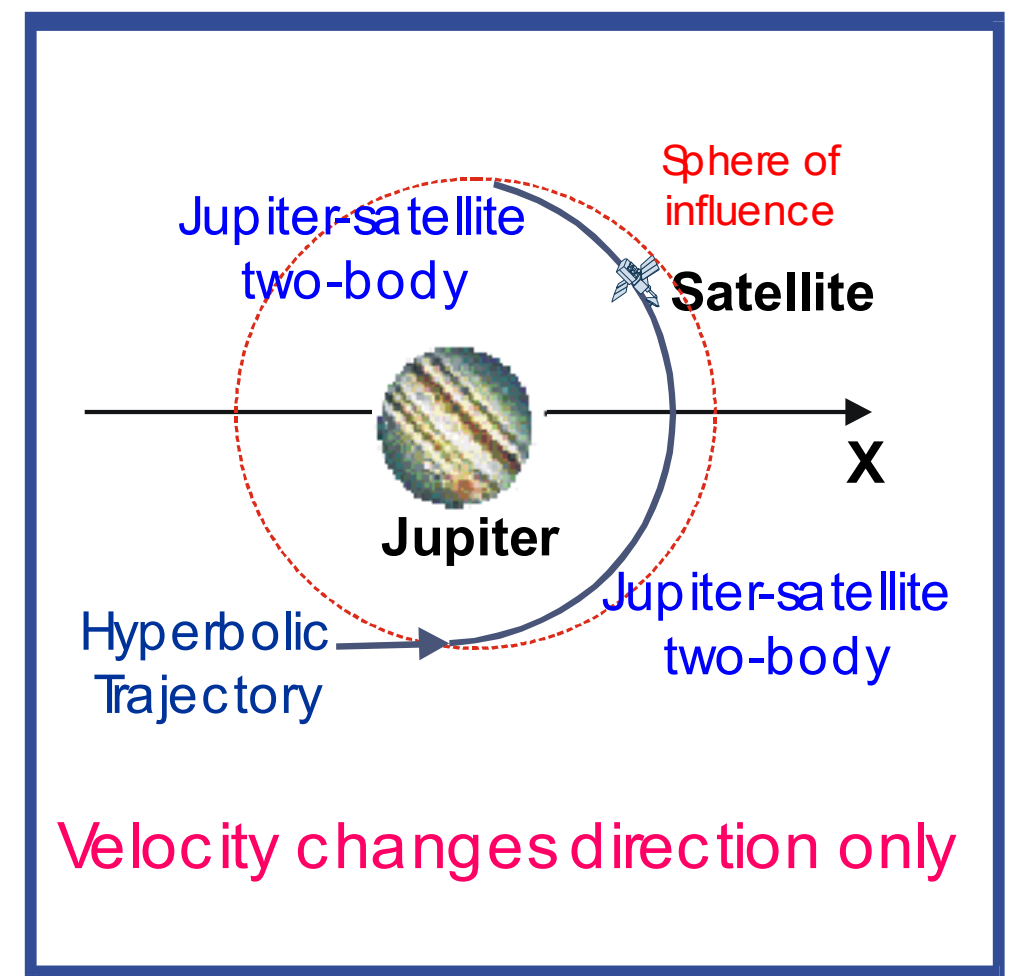 Sphere of
influence
Jupiter-satellite
two-body
Satellite
X
Jupiter
Jupiter-satellite
two-body
Hyperbolic
Trajectory
Velocity changes direction only